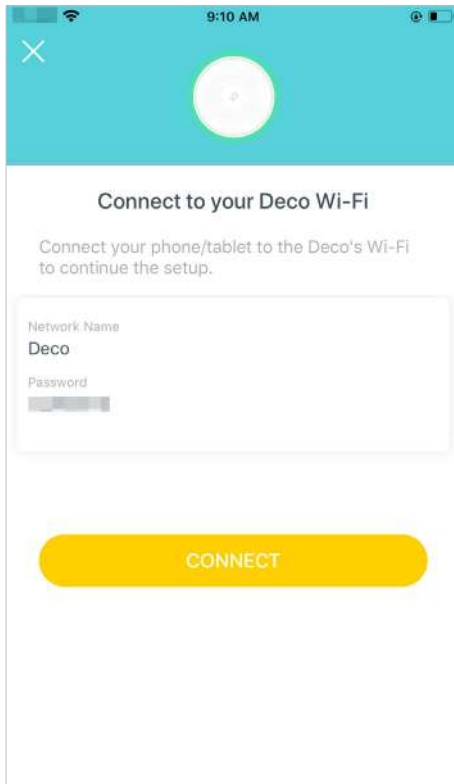 9:10 AM
Connect to your Deco Wi-Fi
Connect your phone/tablet to the Deco's Wi-Fi
to continue the setup.
Network Name
Deco
Password
CONNECT